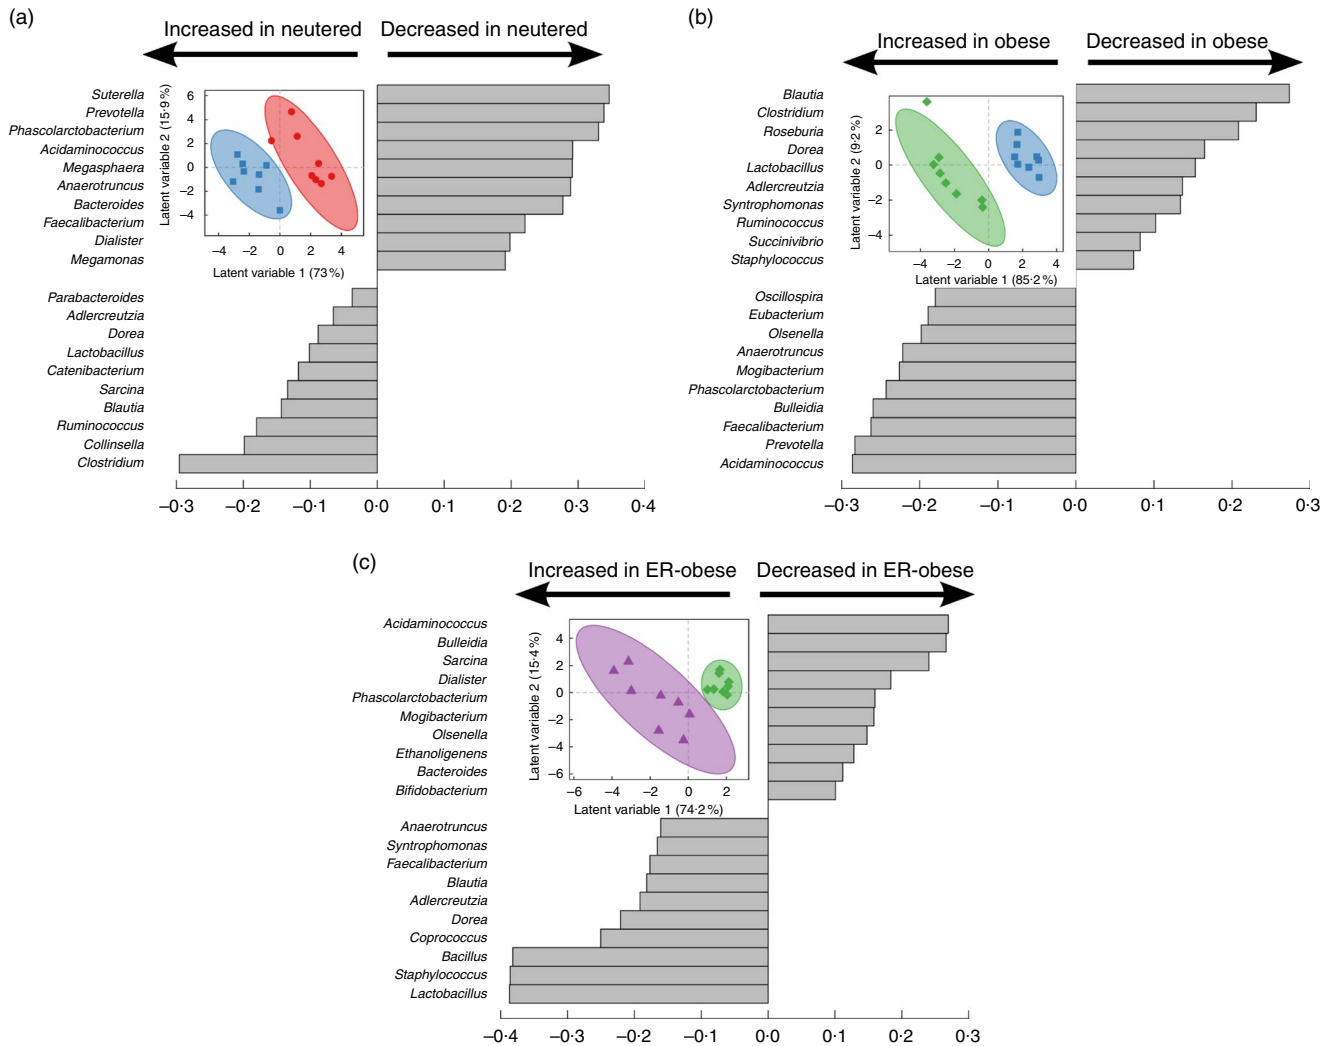 (a)
Increased in neutered
Decreased in neutered
Suterella
Prevotella
Phascolarctobacterium
Acidaminococcus
Megasphaera
Anaerotruncus
Bacteroides
Faecalibacterium
Dialister
Megamonas
Parabacteroides
Adlercreutzia
Dorea
Lactobacillus
Catenibacterium
Sarcina
Blautia
Ruminococcus
Collinsella
Clostridium
Latent variable 2 (15·9 %)
6
4
2
0
−2
−4
−4 −2 0 2 4
Latent variable 1 (73 %)
−0·3 −0·2 −0·1 0·0 0·1 0·2 0·3 0·4
(b)
Increased in obese
Decreased in obese
Blautia
Clostridium
Roseburia
Dorea
Lactobacillus
Adlercreutzia
Syntrophomonas
Ruminococcus
Succinivibrio
Staphylococcus
Oscillospira
Eubacterium
Olsenella
Anaerotruncus
Mogibacterium
Phascolarctobacterium
Bulleidia
Faecalibacterium
Prevotella
Acidaminococcus
Latent variable 2 (9·2 %)
2
0
−2
−4
−4 −2 0 2 4
Latent variable 1 (85·2 %)
−0·3 −0·2 −0·1 0·0 0·1 0·2 0·3
(c)
Increased in ER-obese
Decreased in ER-obese
Acidaminococcus
Bulleidia
Sarcina
Dialister
Phascolarctobacterium
Mogibacterium
Olsenella
Ethanoligenens
Bacteroides
Bifidobacterium
Anaerotruncus
Syntrophomonas
Faecalibacterium
Blautia
Adlercreutzia
Dorea
Coprococcus
Bacillus
Staphylococcus
Lactobacillus
Latent variable 2 (15·4 %)
4
2
0
−2
−4
−6
−6 −4 −2 0 2
Latent variable 1 (74·2 %)
−0·4 −0·3 −0·2 −0·1 0·0 0·1 0·2 0·3